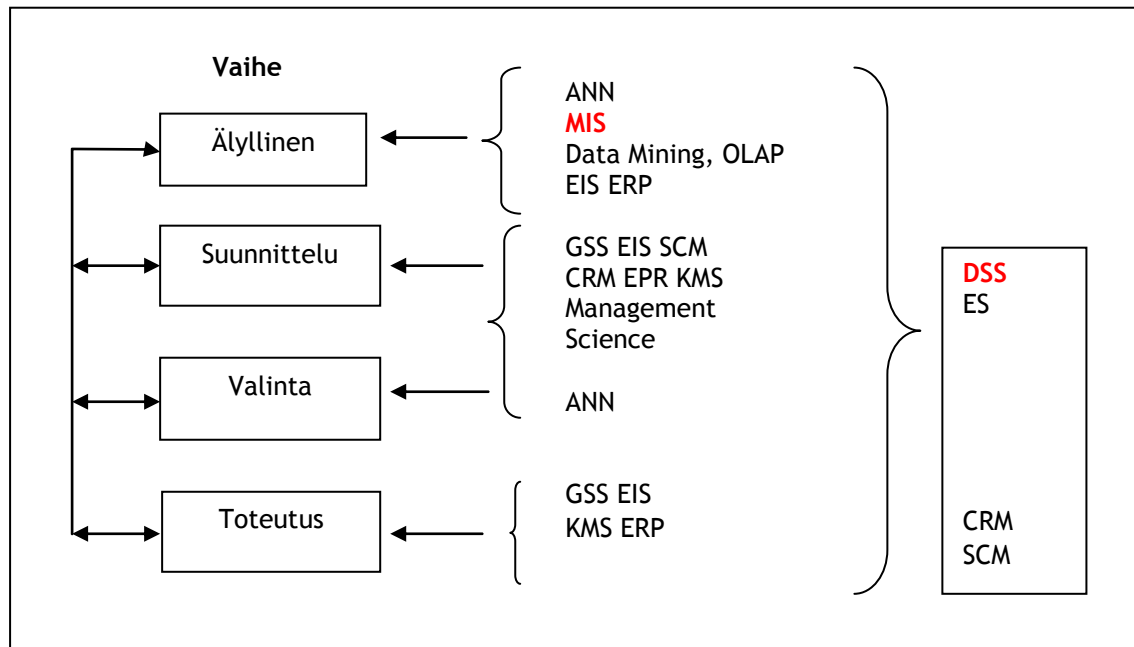 Vaihe
Älyllinen
ANN
MIS
Data Mining, OLAP
EIS ERP
Suunnittelu
GSS EIS SCM
CRM EPR KMS
Management
Science
Valinta
ANN
Toteutus
GSS EIS
KMS ERP
DSS
ES
CRM
SCM